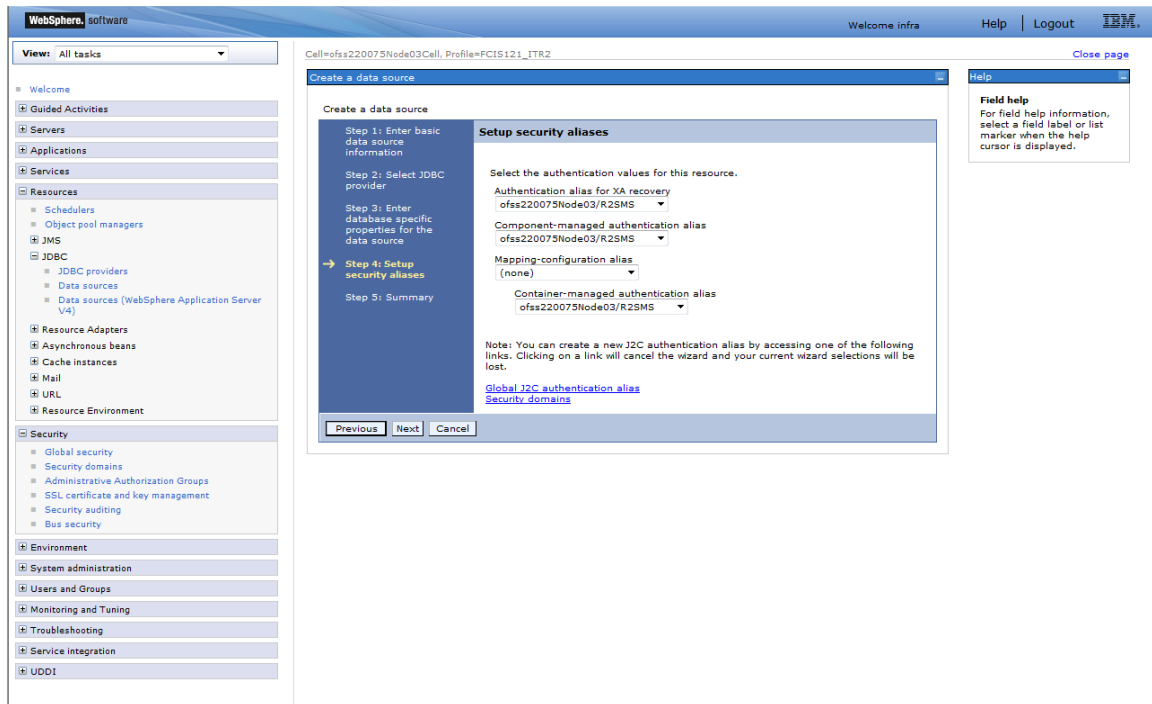 WebSphere. software
Welcome infra
Help
Logout
IBM.
View: All tasks
Cell=ofss220075Node03Cell, Profile=FCIS121_ITR2
Close page
Welcome
Guided Activities
Servers
Applications
Services
Resources
Schedulers
Object pool managers
JMS
JDBC
JDBC providers
Data sources
Data sources (WebSphere Application Server
V4)
Resource Adapters
Asynchronous beans
Cache instances
Mail
URL
Resource Environment
Security
Global security
Security domains
Administrative Authorization Groups
SSL certificate and key management
Security auditing
Bus security
Environment
System administration
Users and Groups
Monitoring and Tuning
Troubleshooting
Service integration
UDDI
Create a data source
Create a data source
Step 1: Enter basic
data source
information
Step 2: Select JDBC
provider
Step 3: Enter
database specific
properties for the
data source
Step 4: Setup
security aliases
Step 5: Summary
Setup security aliases
Select the authentication values for this resource.
Authentication alias for XA recovery
ofss220075Node03/R2SMS
Component-managed authentication alias
ofss220075Node03/R2SMS
Mapping-configuration alias
(none)
Container-managed authentication alias
ofss220075Node03/R2SMS
Note: You can create a new J2C authentication alias by accessing one of the following
links. Clicking on a link will cancel the wizard and your current wizard selections will be
lost.
Global J2C authentication alias
Security domains
Previous
Next
Cancel
Help
Field help
For field help information,
select a field label or list
marker when the help
cursor is displayed.